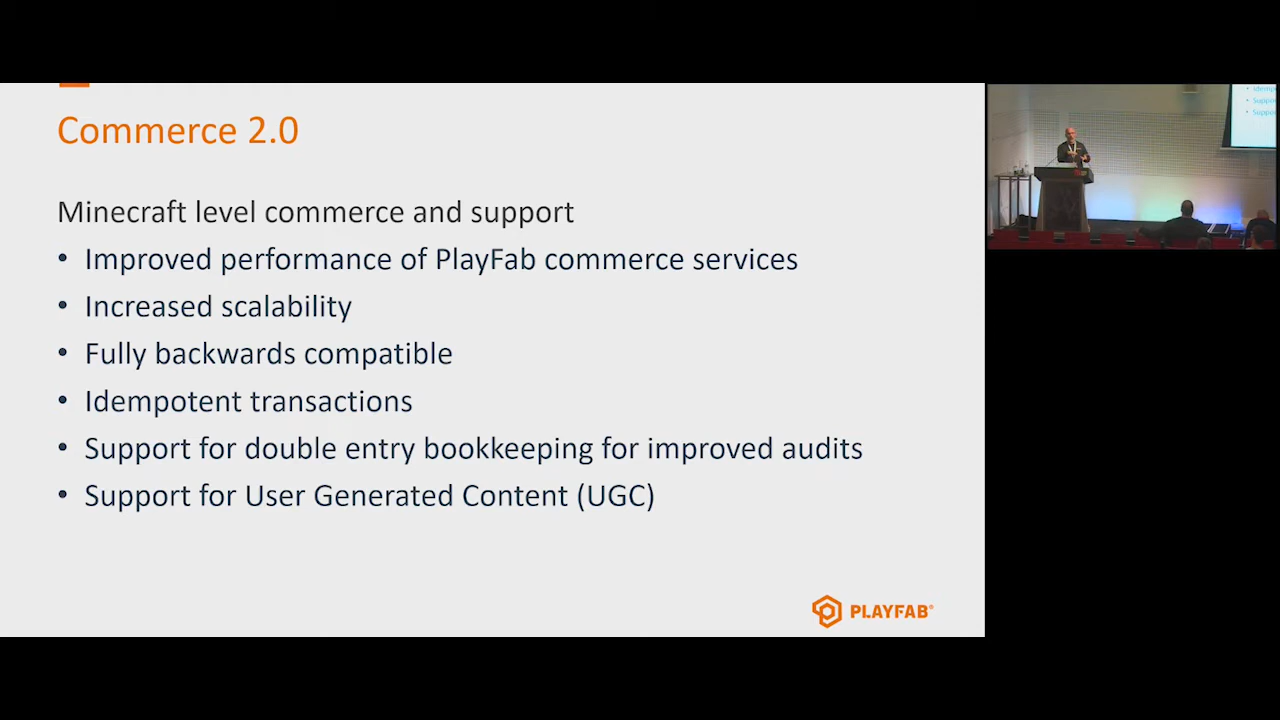 Commerce 2.0
Minecraft level commerce and support
• Improved performance of PlayFab commerce services
• Increased scalability
• Fully backwards compatible
• Idempotent transactions
• Support for double entry bookkeeping for improved audits
• Support for User Generated Content (UGC)
PLAYFAB